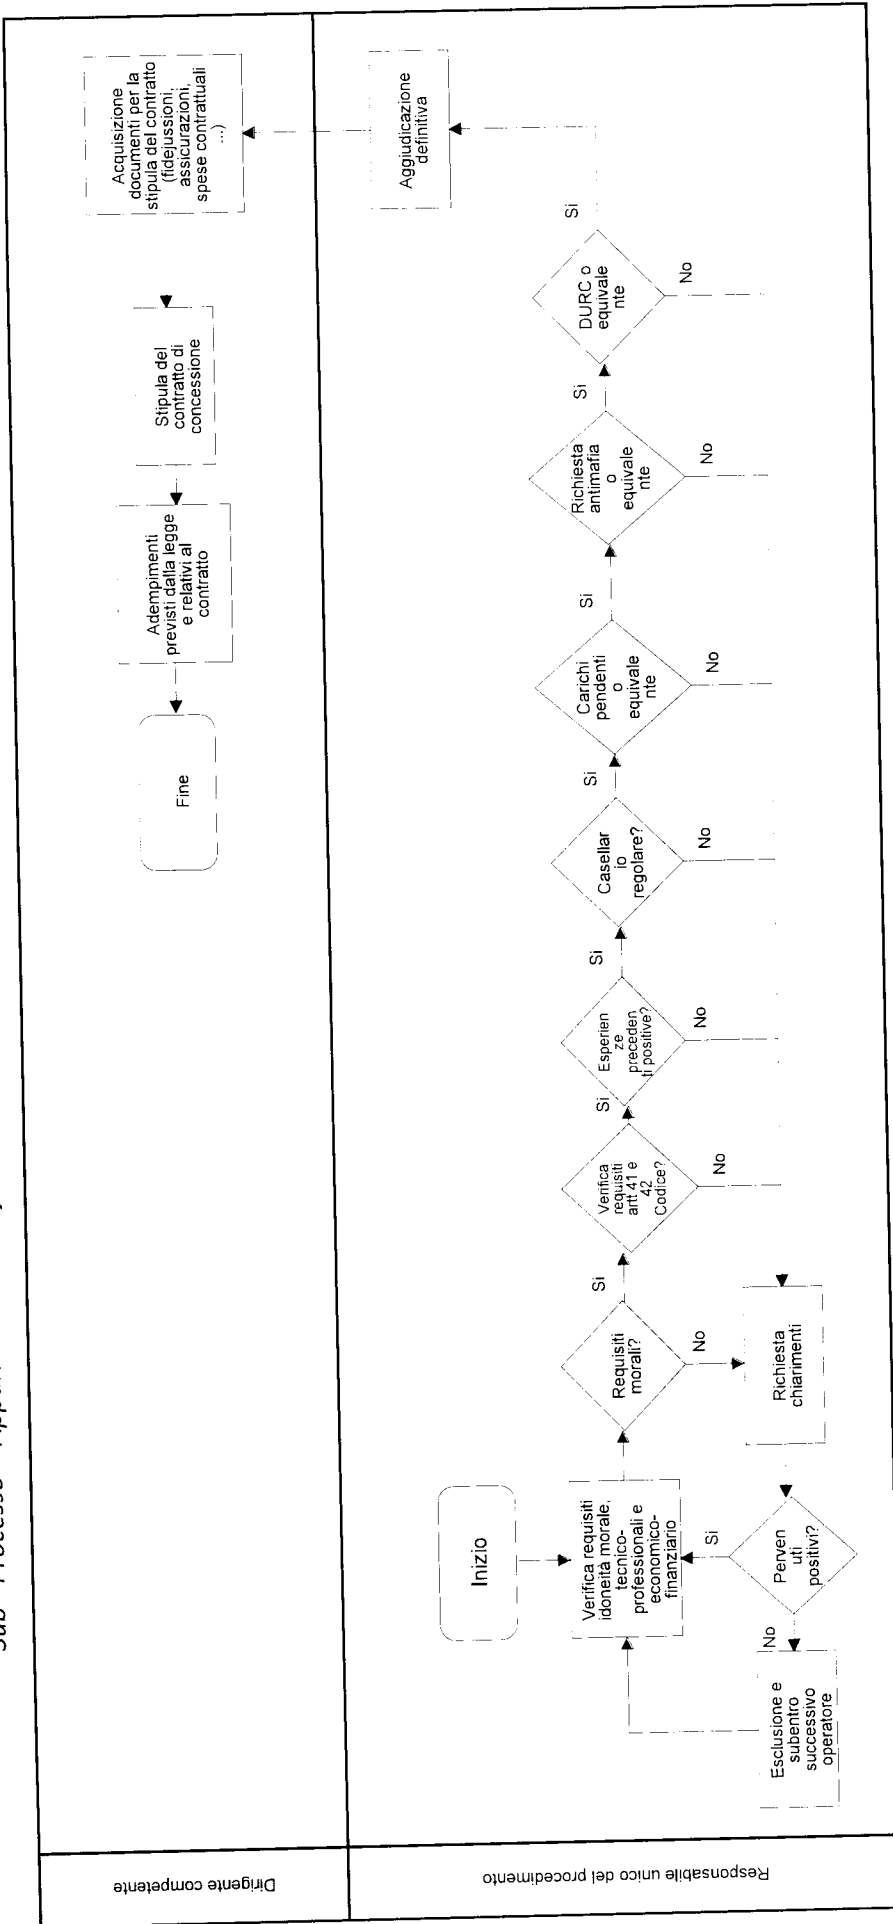 Sub
Dirigente competente
Acquisizione
documenti per la
stipula del contratto
(fidejussioni,
assicurazioni,
spese contrattuali
...)
Stipula del
contratto di
concessione
Adempimenti
previsti dalla legge
e relativi al
contratto
Fine
Responsabile unico del procedimento
Inizio
Verifica requisiti
idoneità morale,
tecnico-
professionali e
economico-
finanziario
Requisiti
morali?
Si
No
Verifica
requisiti
artt 41 e
42
Codice?
Si
No
Esperien
ze
preceden
ti positive?
Si
No
Casellar
io
regolare?
Si
No
Carichi
pendenti
o
equivale
nte
Si
No
Richiesta
antimafia
o
equivale
nte
Si
No
DURC o
equivale
nte
Si
No
Aggiudicazione
definitiva
Richiesta
chiarimenti
Perven
uti
positivi?
Si
No
Esclusione e
subentro
successivo
operatore